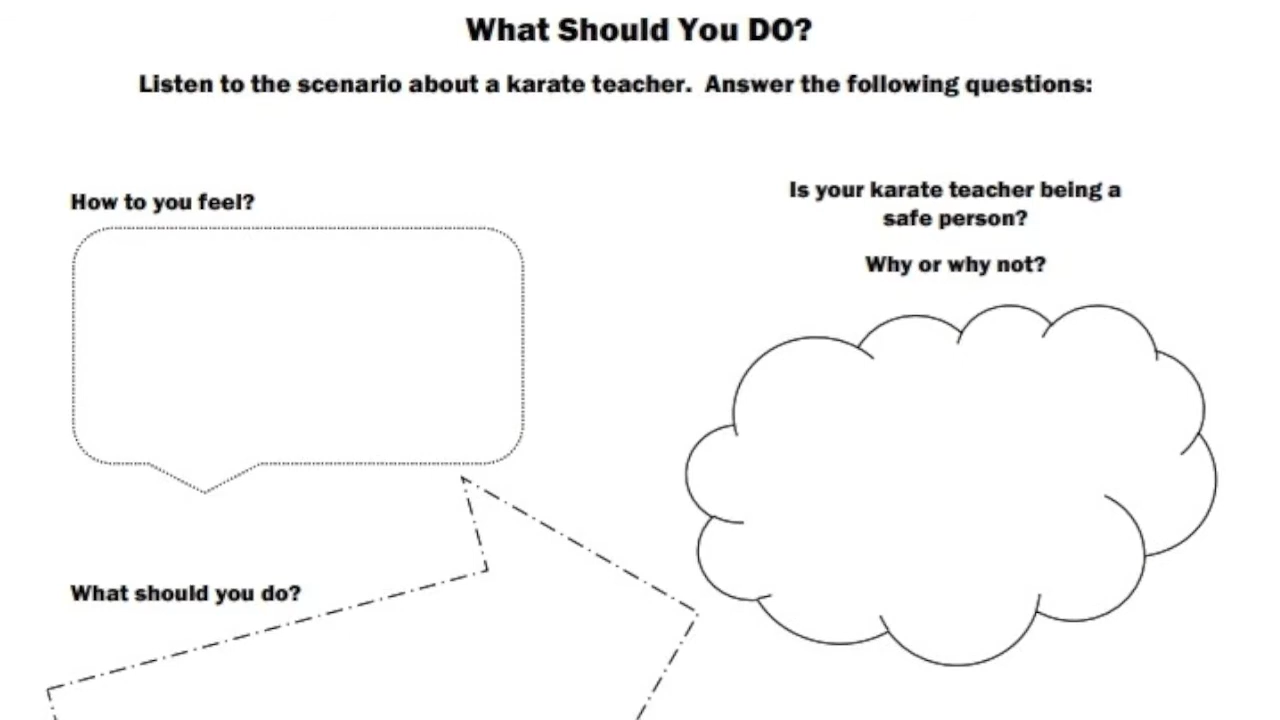 What Should You DO?
Listen to the scenario about a karate teacher.  Answer the following questions:
How to you feel?
Is your karate teacher being a
safe person?
Why or why not?
What should you do?